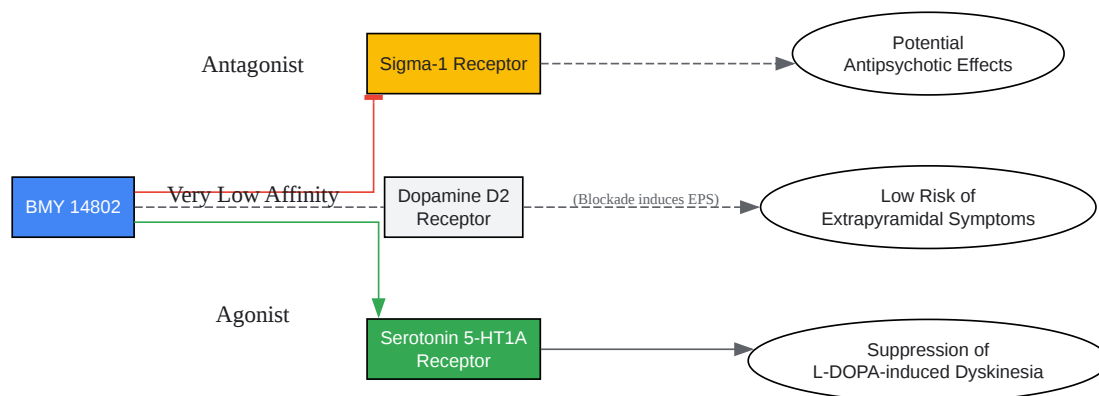 Potential
Antipsychotic Effects
Antagonist
Sigma-1 Receptor
BMY 14802
Very Low Affinity
Dopamine D2
Receptor
(Blockade induces EPS)
Low Risk of
Extrapyramidal Symptoms
Agonist
Serotonin 5-HT1A
Receptor
Suppression of
L-DOPA-induced Dyskinesia